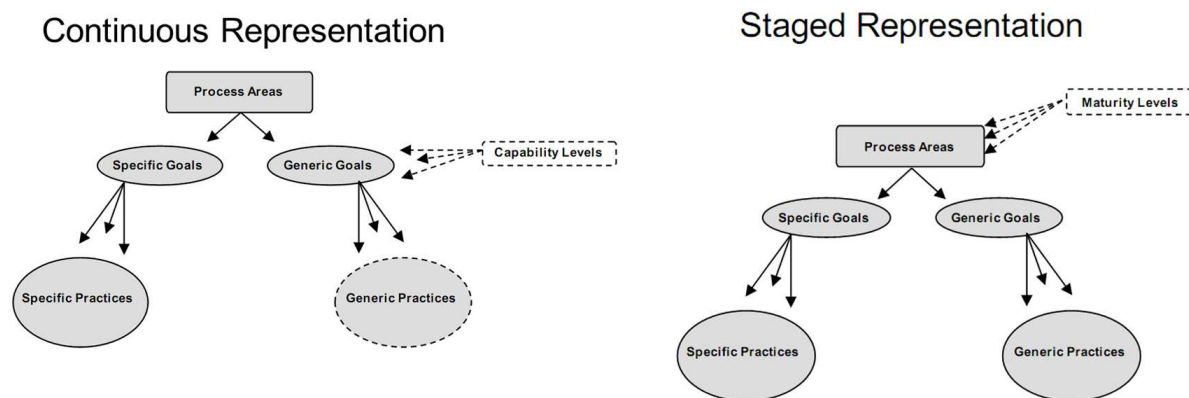 Continuous Representation
Process Areas
Specific Goals
Generic Goals
Capability Levels
Specific Practices
Generic Practices
Staged Representation
Maturity Levels
Process Areas
Specific Goals
Generic Goals
Specific Practices
Generic Practices